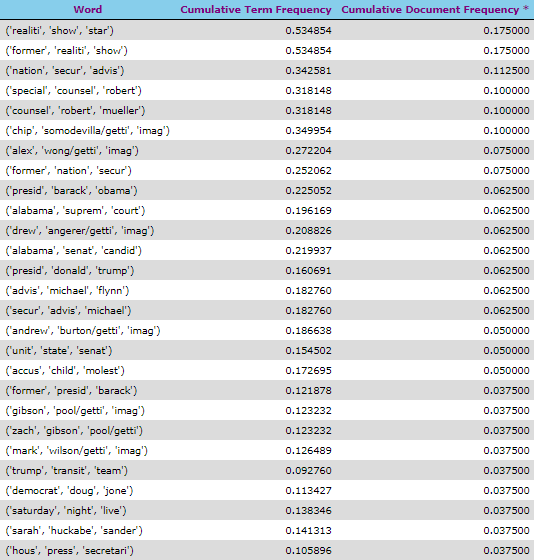 Word Cumulative Term Frequency Cumulative Document Frequency *
('realiti', 'show', 'star') 0.534854 0.175000
('former', 'realiti', 'show') 0.534854 0.175000
('nation', 'secur', 'advis') 0.342581 0.112500
('special', 'counsel', 'robert') 0.318148 0.100000
('counsel', 'robert', 'mueller') 0.318148 0.100000
('chip', 'somodevilla/getti', 'imag') 0.349954 0.100000
('alex', 'wong/getti', 'imag') 0.272204 0.075000
('former', 'nation', 'secur') 0.252062 0.075000
('presid', 'barack', 'obama') 0.225052 0.062500
('alabama', 'suprem', 'court') 0.196169 0.062500
('drew', 'angerer/getti', 'imag') 0.208826 0.062500
('alabama', 'senat', 'candid') 0.219937 0.062500
('presid', 'donald', 'trump') 0.160691 0.062500
('advis', 'michael', 'flynn') 0.182760 0.062500
('secur', 'advis', 'michael') 0.182760 0.062500
('andrew', 'burton/getti', 'imag') 0.186638 0.050000
('unit', 'state', 'senat') 0.154502 0.050000
('accus', 'child', 'molest') 0.172695 0.050000
('former', 'presid', 'barack') 0.121878 0.037500
('gibson', 'pool/getti', 'imag') 0.123232 0.037500
('zach', 'gibson', 'pool/getti') 0.123232 0.037500
('mark', 'wilson/getti', 'imag') 0.126489 0.037500
('trump', 'transit', 'team') 0.092760 0.037500
('democrat', 'doug', 'jone') 0.113427 0.037500
('saturday', 'night', 'live') 0.138346 0.037500
('sarah', 'huckabe', 'sander') 0.141313 0.037500
('hous', 'press', 'secretari') 0.105896 0.037500